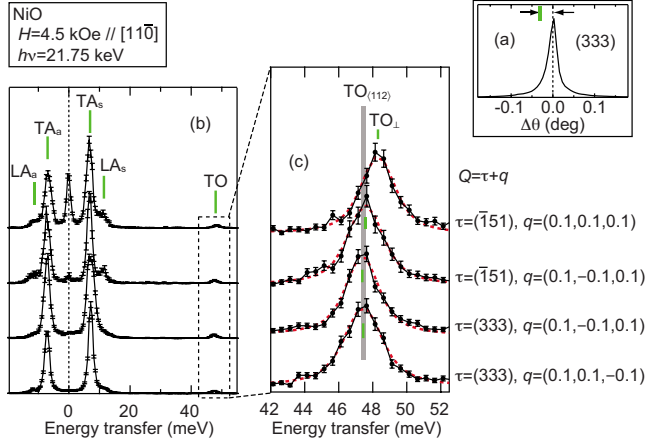 NiO
H=4.5 kOe // [11̅0]
hν=21.75 keV
(a)
(333)
-0.1 0.0 0.1
Δθ (deg)
(b)
TAₐ
TAₛ
LAₐ
LAₛ
TO
0 20 40
Energy transfer (meV)
(c)
TO⟨112⟩
TO⊥
42 44 46 48 50 52
Energy transfer (meV)
Q=τ+q
τ=(1̅51), q=(0.1,0.1,0.1)
τ=(1̅51), q=(0.1,−0.1,0.1)
τ=(333), q=(0.1,−0.1,0.1)
τ=(333), q=(0.1,0.1,−0.1)